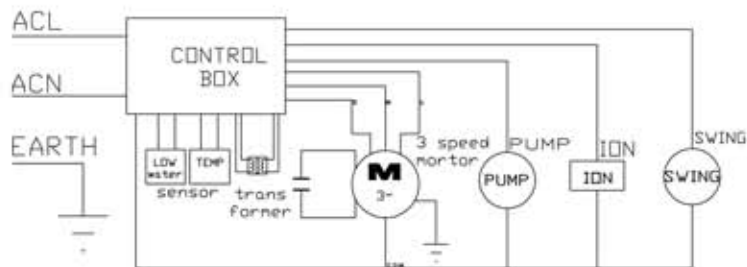 ACL
CONTROL
BOX
ACN
EARTH
LOW
water
TEMP
sensor
trans
former
M
3~
3 speed
mortor
PUMP
PUMP
ION
ION
SWING
SWING